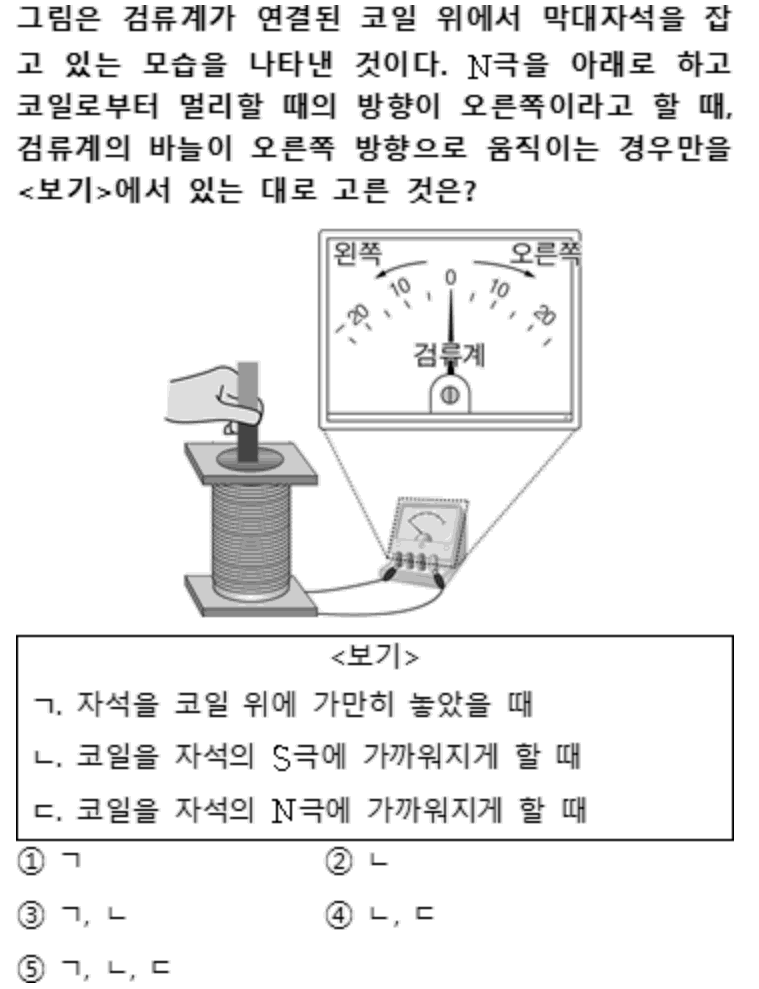 그림은 검류계가 연결된 코일 위에서 막대자석을 잡
고 있는 모습을 나타낸 것이다. N극을 아래로 하고
코일로부터 멀리할 때의 방향이 오른쪽이라고 할 때,
검류계의 바늘이 오른쪽 방향으로 움직이는 경우만을
<보기>에서 있는 대로 고른 것은?
왼쪽 오른쪽
20 10 0 10 20
검류계
<보기>
ㄱ. 자석을 코일 위에 가만히 놓았을 때
ㄴ. 코일을 자석의 S극에 가까워지게 할 때
ㄷ. 코일을 자석의 N극에 가까워지게 할 때
① ㄱ ② ㄴ
③ ㄱ, ㄴ ④ ㄴ, ㄷ
⑤ ㄱ, ㄴ, ㄷ